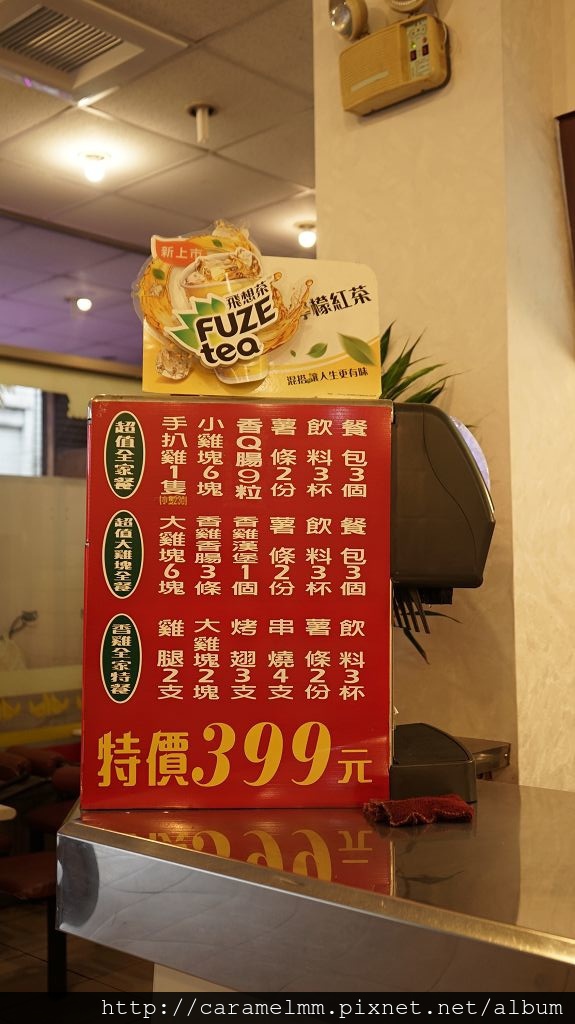 新上市
飛想茶
FUZE
tea
檬紅茶
混搭讓人生更有味
超值全家餐
手扒雞1隻
小雞塊6塊
香Q腸9粒
薯條2份
飲料3杯
餐包3個
超值大雞塊全餐
大雞塊6塊
香雞香腸3條
香雞漢堡1個
薯條2份
飲料3杯
餐包3個
香雞全家特餐
雞腿2支
大雞塊2塊
烤翅3支
串燒4支
薯條2份
飲料3杯
特價399元
http://caramelmm.pixnet.net/album